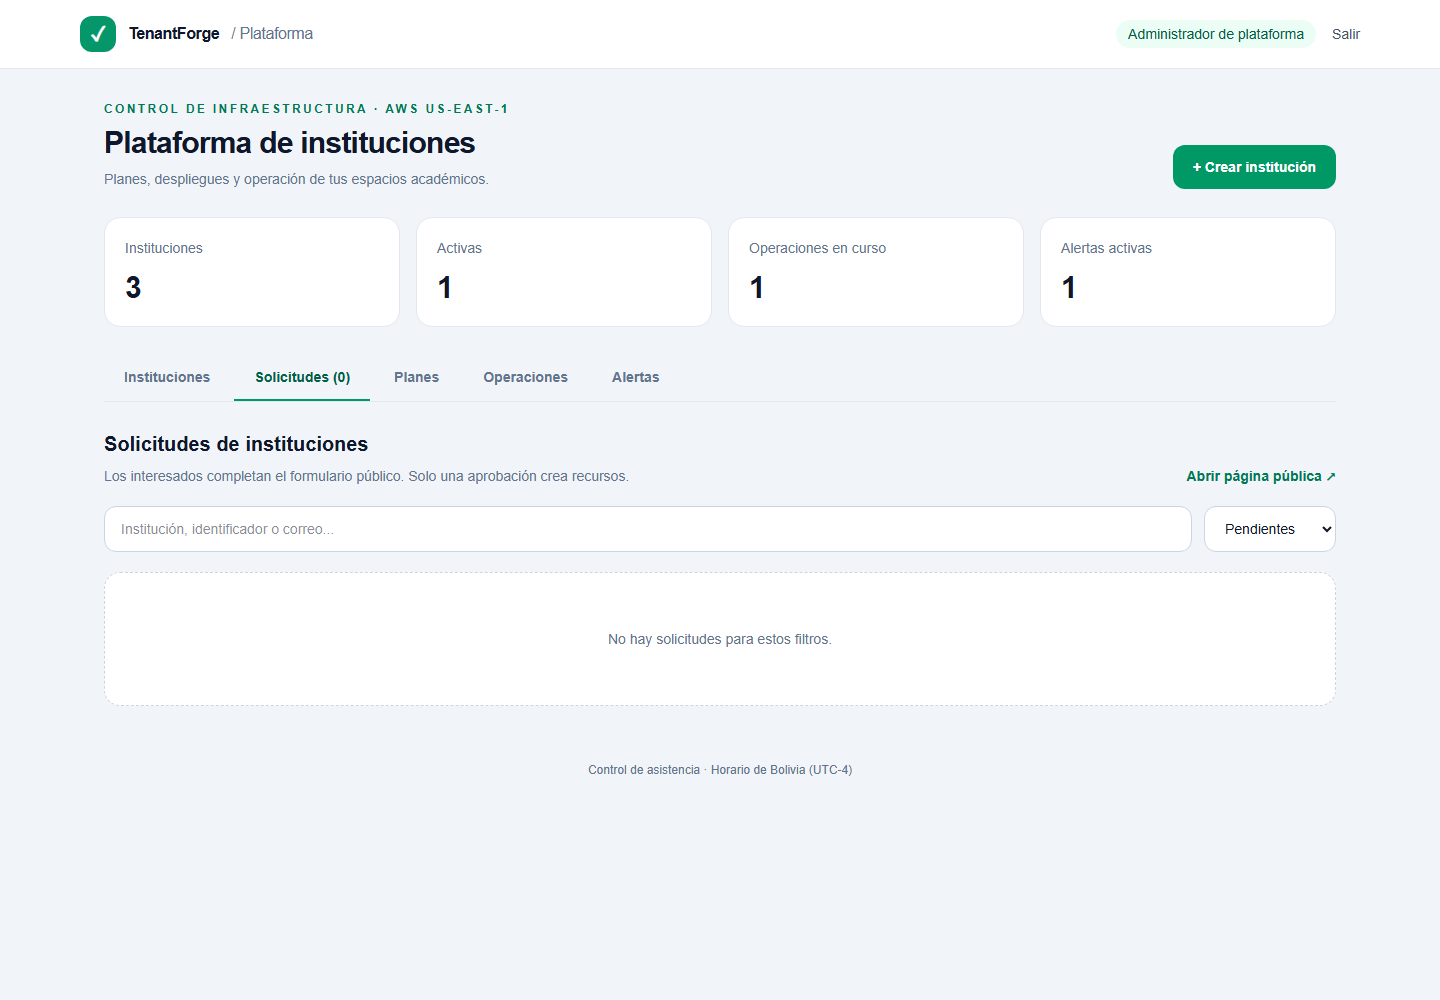 TenantForge / Plataforma
Administrador de plataforma
Salir
CONTROL DE INFRAESTRUCTURA · AWS US-EAST-1
Plataforma de instituciones
Planes, despliegues y operación de tus espacios académicos.
+ Crear institución
Instituciones
3
Activas
1
Operaciones en curso
1
Alertas activas
1
Instituciones
Solicitudes (0)
Planes
Operaciones
Alertas
Solicitudes de instituciones
Los interesados completan el formulario público. Solo una aprobación crea recursos.
Abrir página pública ↗
Institución, identificador o correo...
Pendientes
No hay solicitudes para estos filtros.
Control de asistencia · Horario de Bolivia (UTC-4)